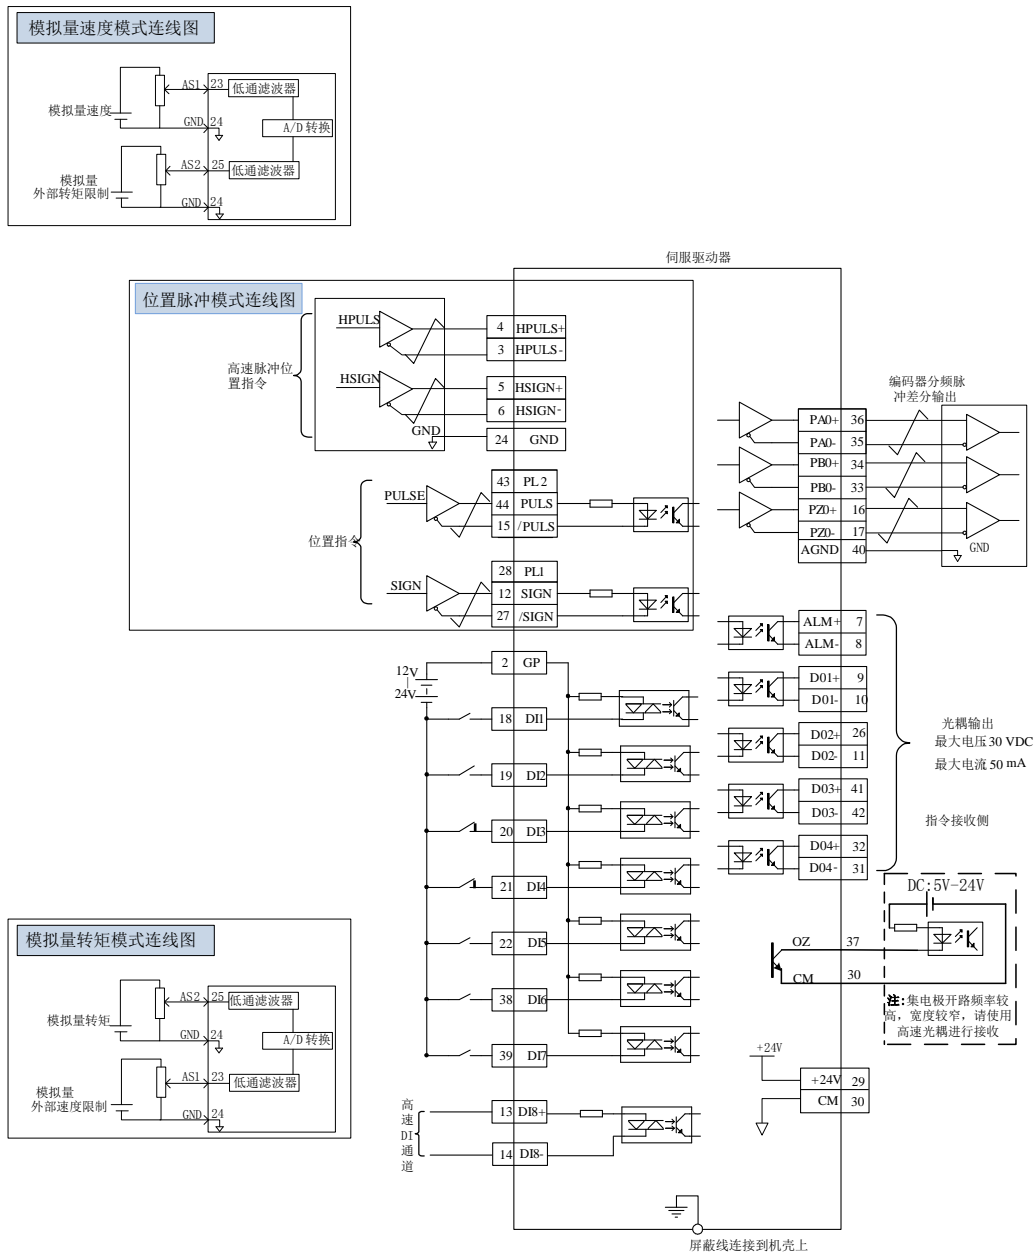 模拟量速度模式连线图
AS1 23 低通滤波器
模拟量速度
GND 24
A/D 转换
AS2 25 低通滤波器
模拟量
外部转矩限制
GND 24
伺服驱动器
位置脉冲模式连线图
HPULS
4 HPULS+
3 HPULS-
高速脉冲位
置指令
HSIGN
5 HSIGN+
6 HSIGN-
GND
24 GND
43 PL2
PULSE
44 PULS
15 /PULS
位置指令
28 PL1
SIGN
12 SIGN
27 /SIGN
编码器分频脉
冲差分输出
PA0+ 36
PA0- 35
PB0+ 34
PB0- 33
PZ0+ 16
PZ0- 17
AGND 40
GND
ALM+ 7
ALM- 8
D01+ 9
D01- 10
D02+ 26
D02- 11
D03+ 41
D03- 42
D04+ 32
D04- 31
光耦输出
最大电压30 VDC
最大电流50 mA
指令接收侧
2 GP
12V
|
24V
18 DI1
19 DI2
20 DI3
21 DI4
22 DI5
38 DI6
39 DI7
高速DI通道
13 DI8+
14 DI8-
DC:5V-24V
OZ 37
CM 30
注:集电极开路频率较
高，宽度较窄，请使用
高速光耦进行接收
+24V
+24V 29
CM 30
模拟量转矩模式连线图
AS2 25 低通滤波器
模拟量转矩
GND 24
A/D 转换
AS1 23 低通滤波器
模拟量
外部速度限制
GND 24
屏蔽线连接到机壳上